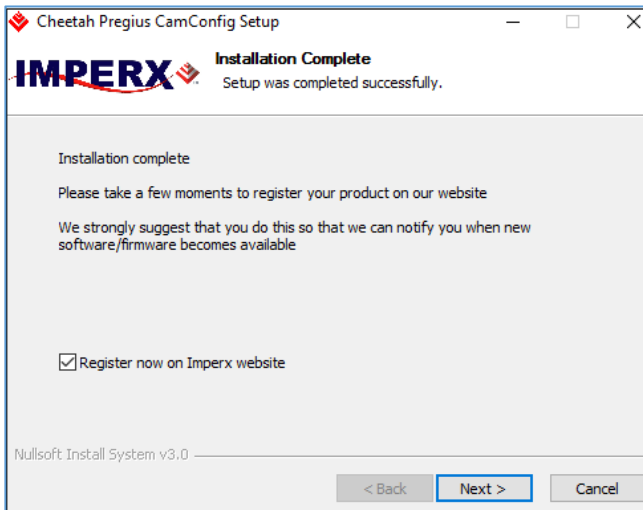 Cheetah Pregius CamConfig Setup
IMPERX
Installation Complete
Setup was completed successfully.
Installation complete
Please take a few moments to register your product on our website
We strongly suggest that you do this so that we can notify you when new
software/firmware becomes available
Register now on Imperx website
Nullsoft Install System v3.0
< Back
Next >
Cancel